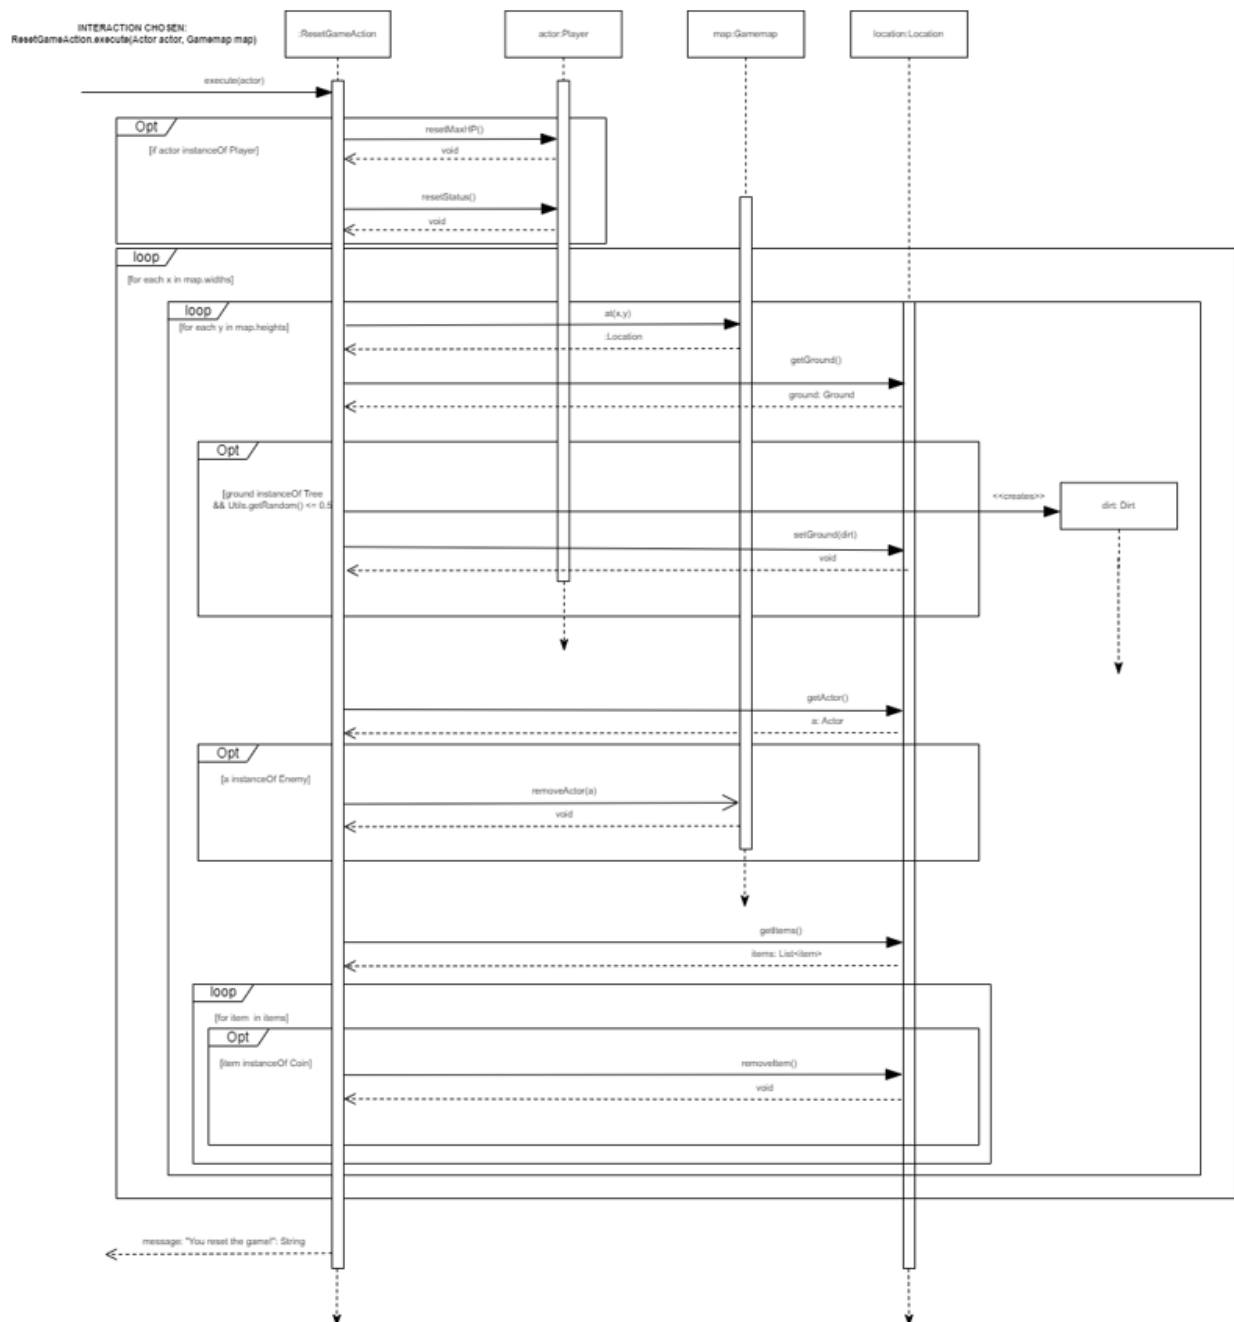 INTERACTION CHOSEN:
ResetGameAction.execute(Actor actor, Gamemap map)
:ResetGameAction
actor:Player
map:Gamemap
location:Location
execute(actor)
Opt
[if actor instanceOf Player]
resetMaxHP()
void
resetStatus()
void
loop
[for each x in map.widths]
loop
[for each y in map.heights]
at(x,y)
:Location
getGround()
ground: Ground
Opt
[ground instanceOf Tree
&& Utils.getRandom() <= 0.5
<<creates>>
dirt: Dirt
setGround(dirt)
void
getActor()
a: Actor
Opt
[a instanceOf Enemy]
removeActor(a)
void
getItems()
items: List<item>
loop
[for item in items]
Opt
[item instanceOf Coin]
removeItem()
void
message: "You reset the game!": String